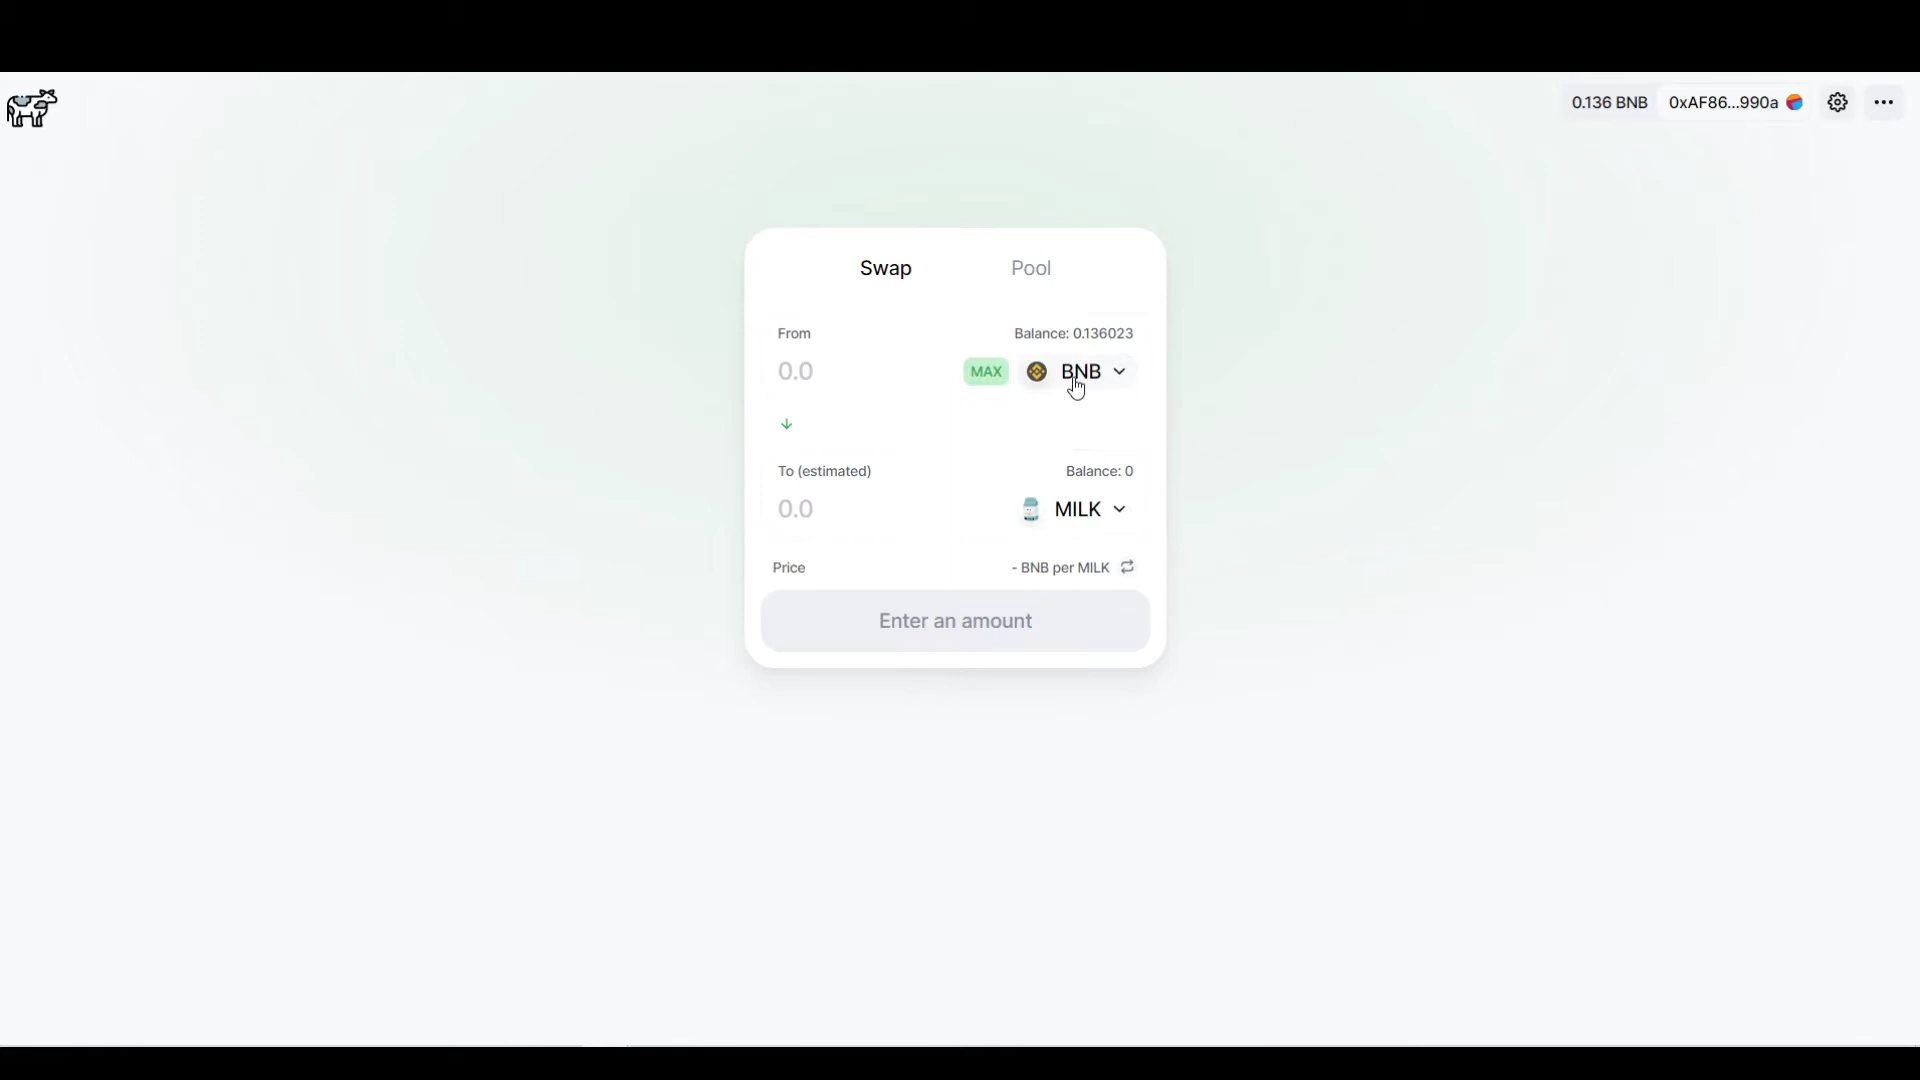 0.136 BNB 0xAF86...990a
Swap Pool
From Balance: 0.136023
0.0 MAX BNB
To (estimated) Balance: 0
0.0 MILK
Price - BNB per MILK
Enter an amount